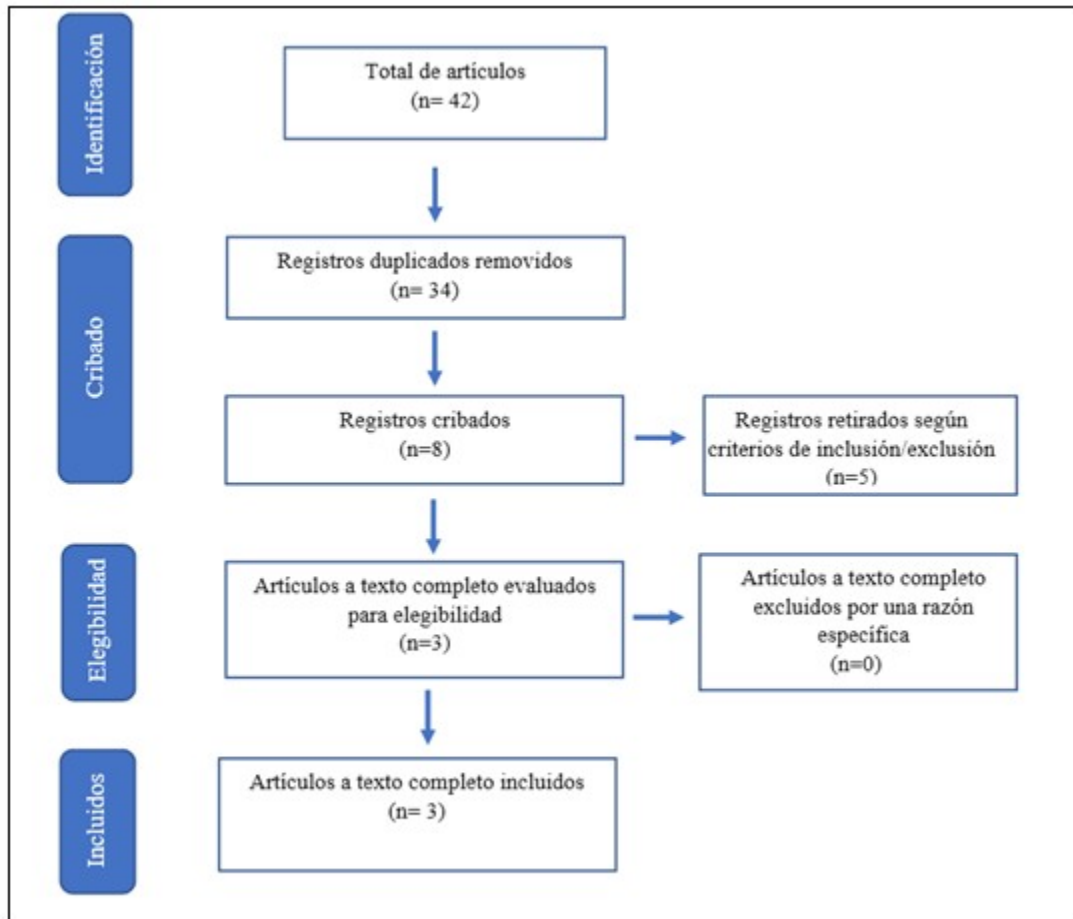 Identificación
Total de artículos
(n= 42)
Cribado
Registros duplicados removidos
(n= 34)
Registros cribados
(n=8)
Registros retirados según
criterios de inclusión/exclusión
(n=5)
Elegibilidad
Artículos a texto completo evaluados
para elegibilidad
(n=3)
Artículos a texto completo
excluidos por una razón
específica
(n=0)
Incluidos
Artículos a texto completo incluidos
(n= 3)